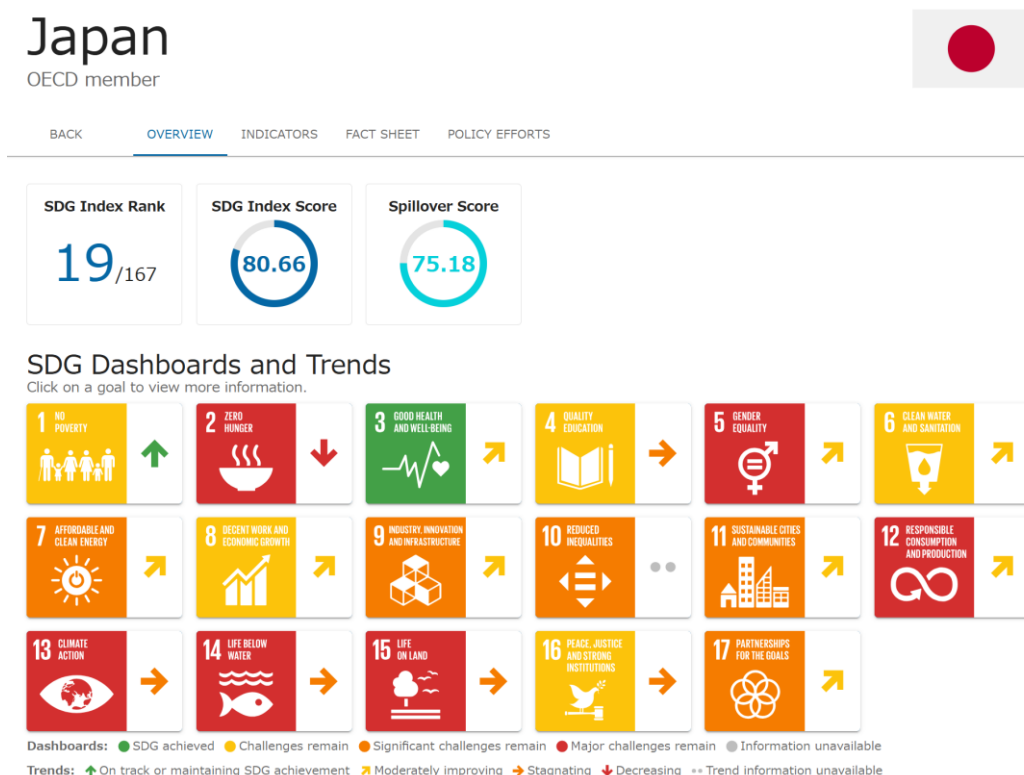 Japan
OECD member
BACK OVERVIEW INDICATORS FACT SHEET POLICY EFFORTS
SDG Index Rank
19/167
SDG Index Score
80.66
Spillover Score
75.18
SDG Dashboards and Trends
Click on a goal to view more information.
1 NO
POVERTY
2 ZERO
HUNGER
3 GOOD HEALTH
AND WELL-BEING
4 QUALITY
EDUCATION
5 GENDER
EQUALITY
6 CLEAN WATER
AND SANITATION
7 AFFORDABLE AND
CLEAN ENERGY
8 DECENT WORK AND
ECONOMIC GROWTH
9 INDUSTRY, INNOVATION
AND INFRASTRUCTURE
10 REDUCED
INEQUALITIES
11 SUSTAINABLE CITIES
AND COMMUNITIES
12 RESPONSIBLE
CONSUMPTION
AND PRODUCTION
13 CLIMATE
ACTION
14 LIFE BELOW
WATER
15 LIFE
ON LAND
16 PEACE, JUSTICE
AND STRONG
INSTITUTIONS
17 PARTNERSHIPS
FOR THE GOALS
Dashboards: SDG achieved Challenges remain Significant challenges remain Major challenges remain Information unavailable
Trends: On track or maintaining SDG achievement Moderately improving Stagnating Decreasing Trend information unavailable